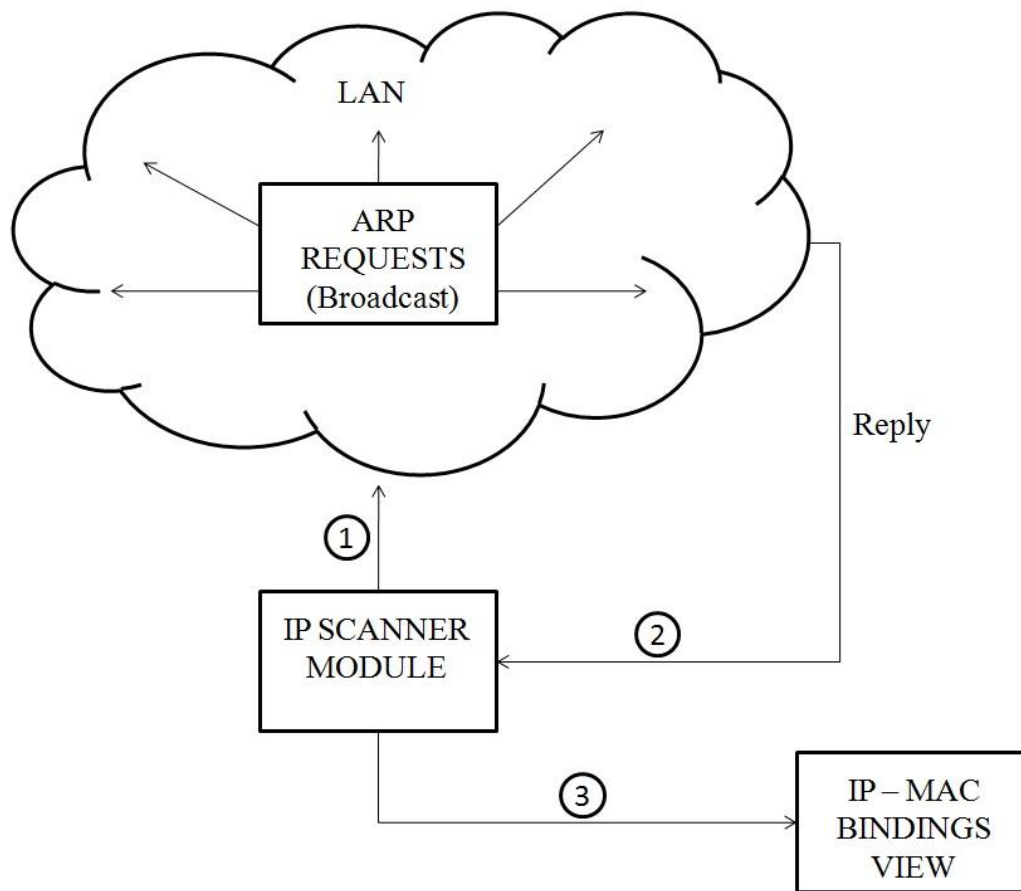 LAN
ARP
REQUESTS
(Broadcast)
Reply
1
IP SCANNER
MODULE
2
3
IP – MAC
BINDINGS
VIEW